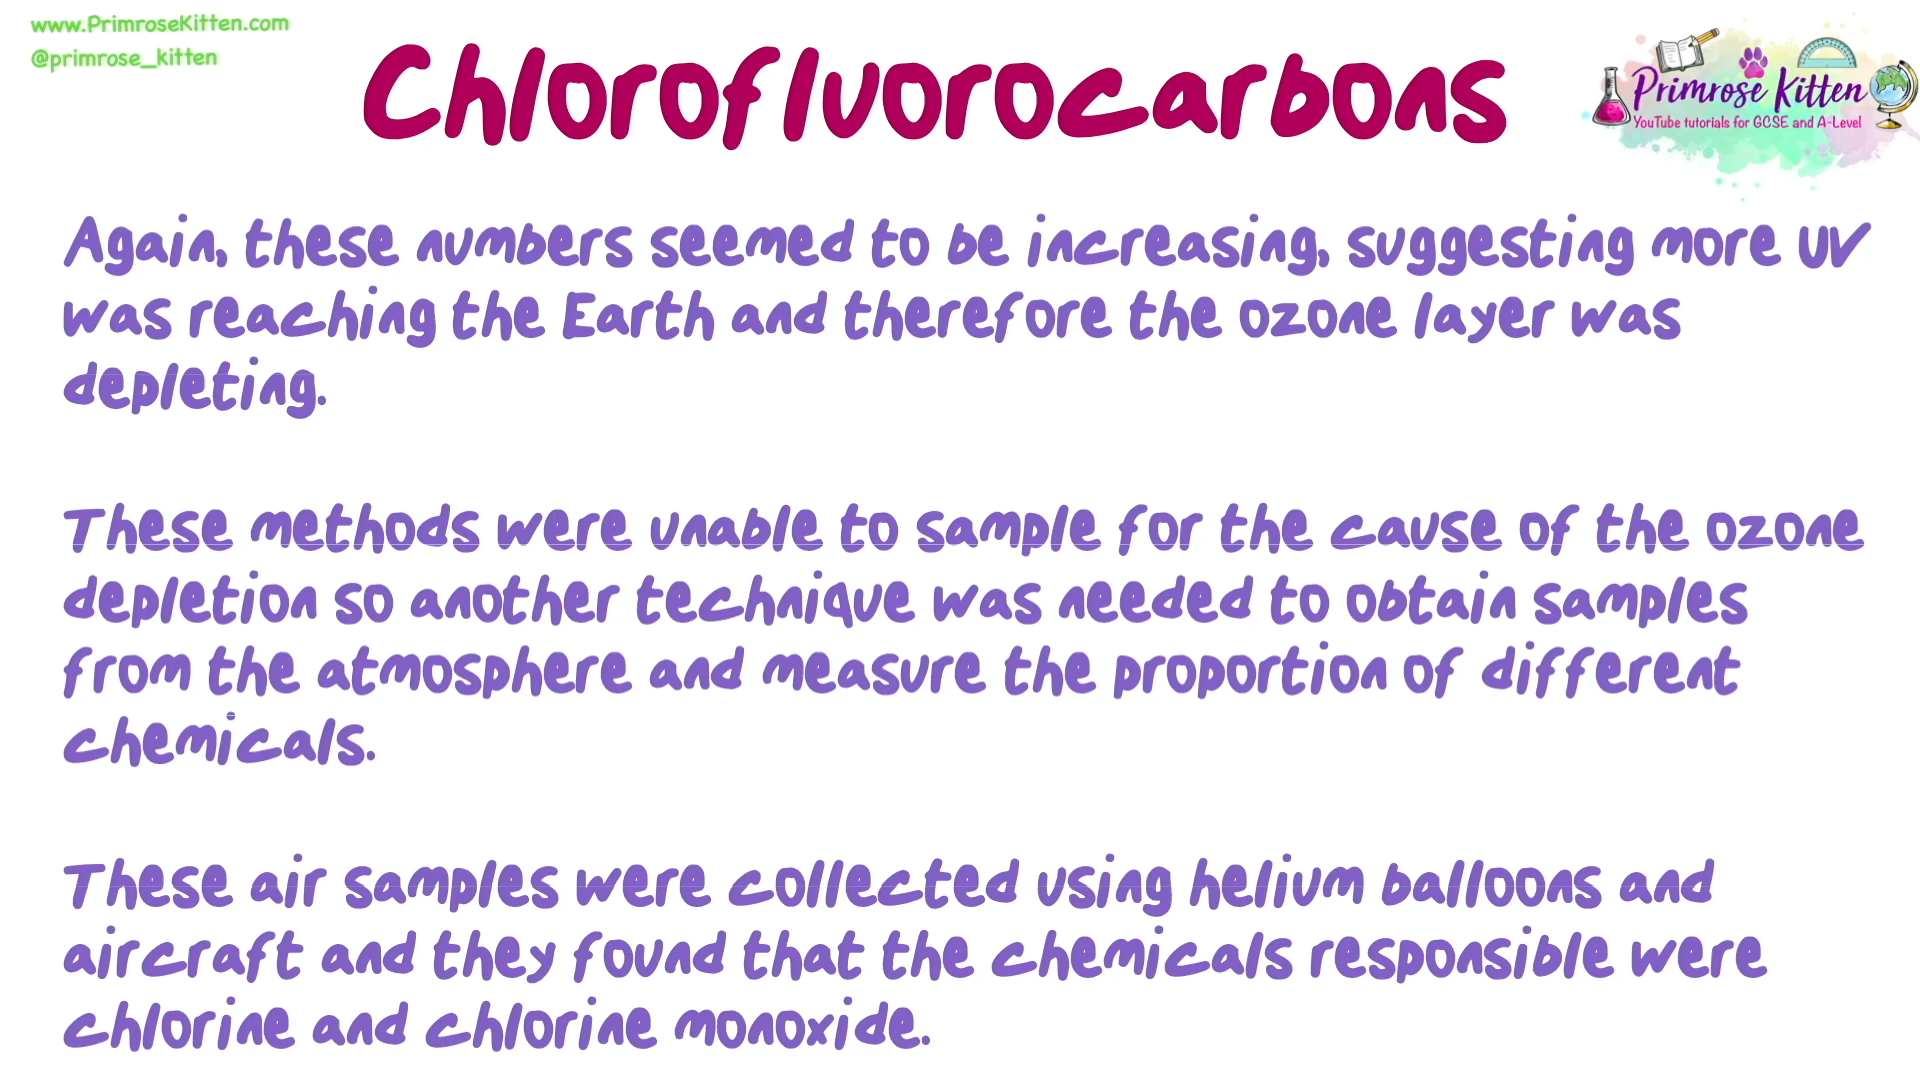 www.PrimroseKitten.com
@primrose_kitten
Chlorofluorocarbons
Primrose Kitten
YouTube tutorials for GCSE and A-Level
Again, these numbers seemed to be increasing, suggesting more UV
was reaching the Earth and therefore the ozone layer was
depleting.
These methods were unable to sample for the cause of the ozone
depletion so another technique was needed to obtain samples
from the atmosphere and measure the proportion of different
chemicals.
These air samples were collected using helium balloons and
aircraft and they found that the chemicals responsible were
chlorine and chlorine monoxide.